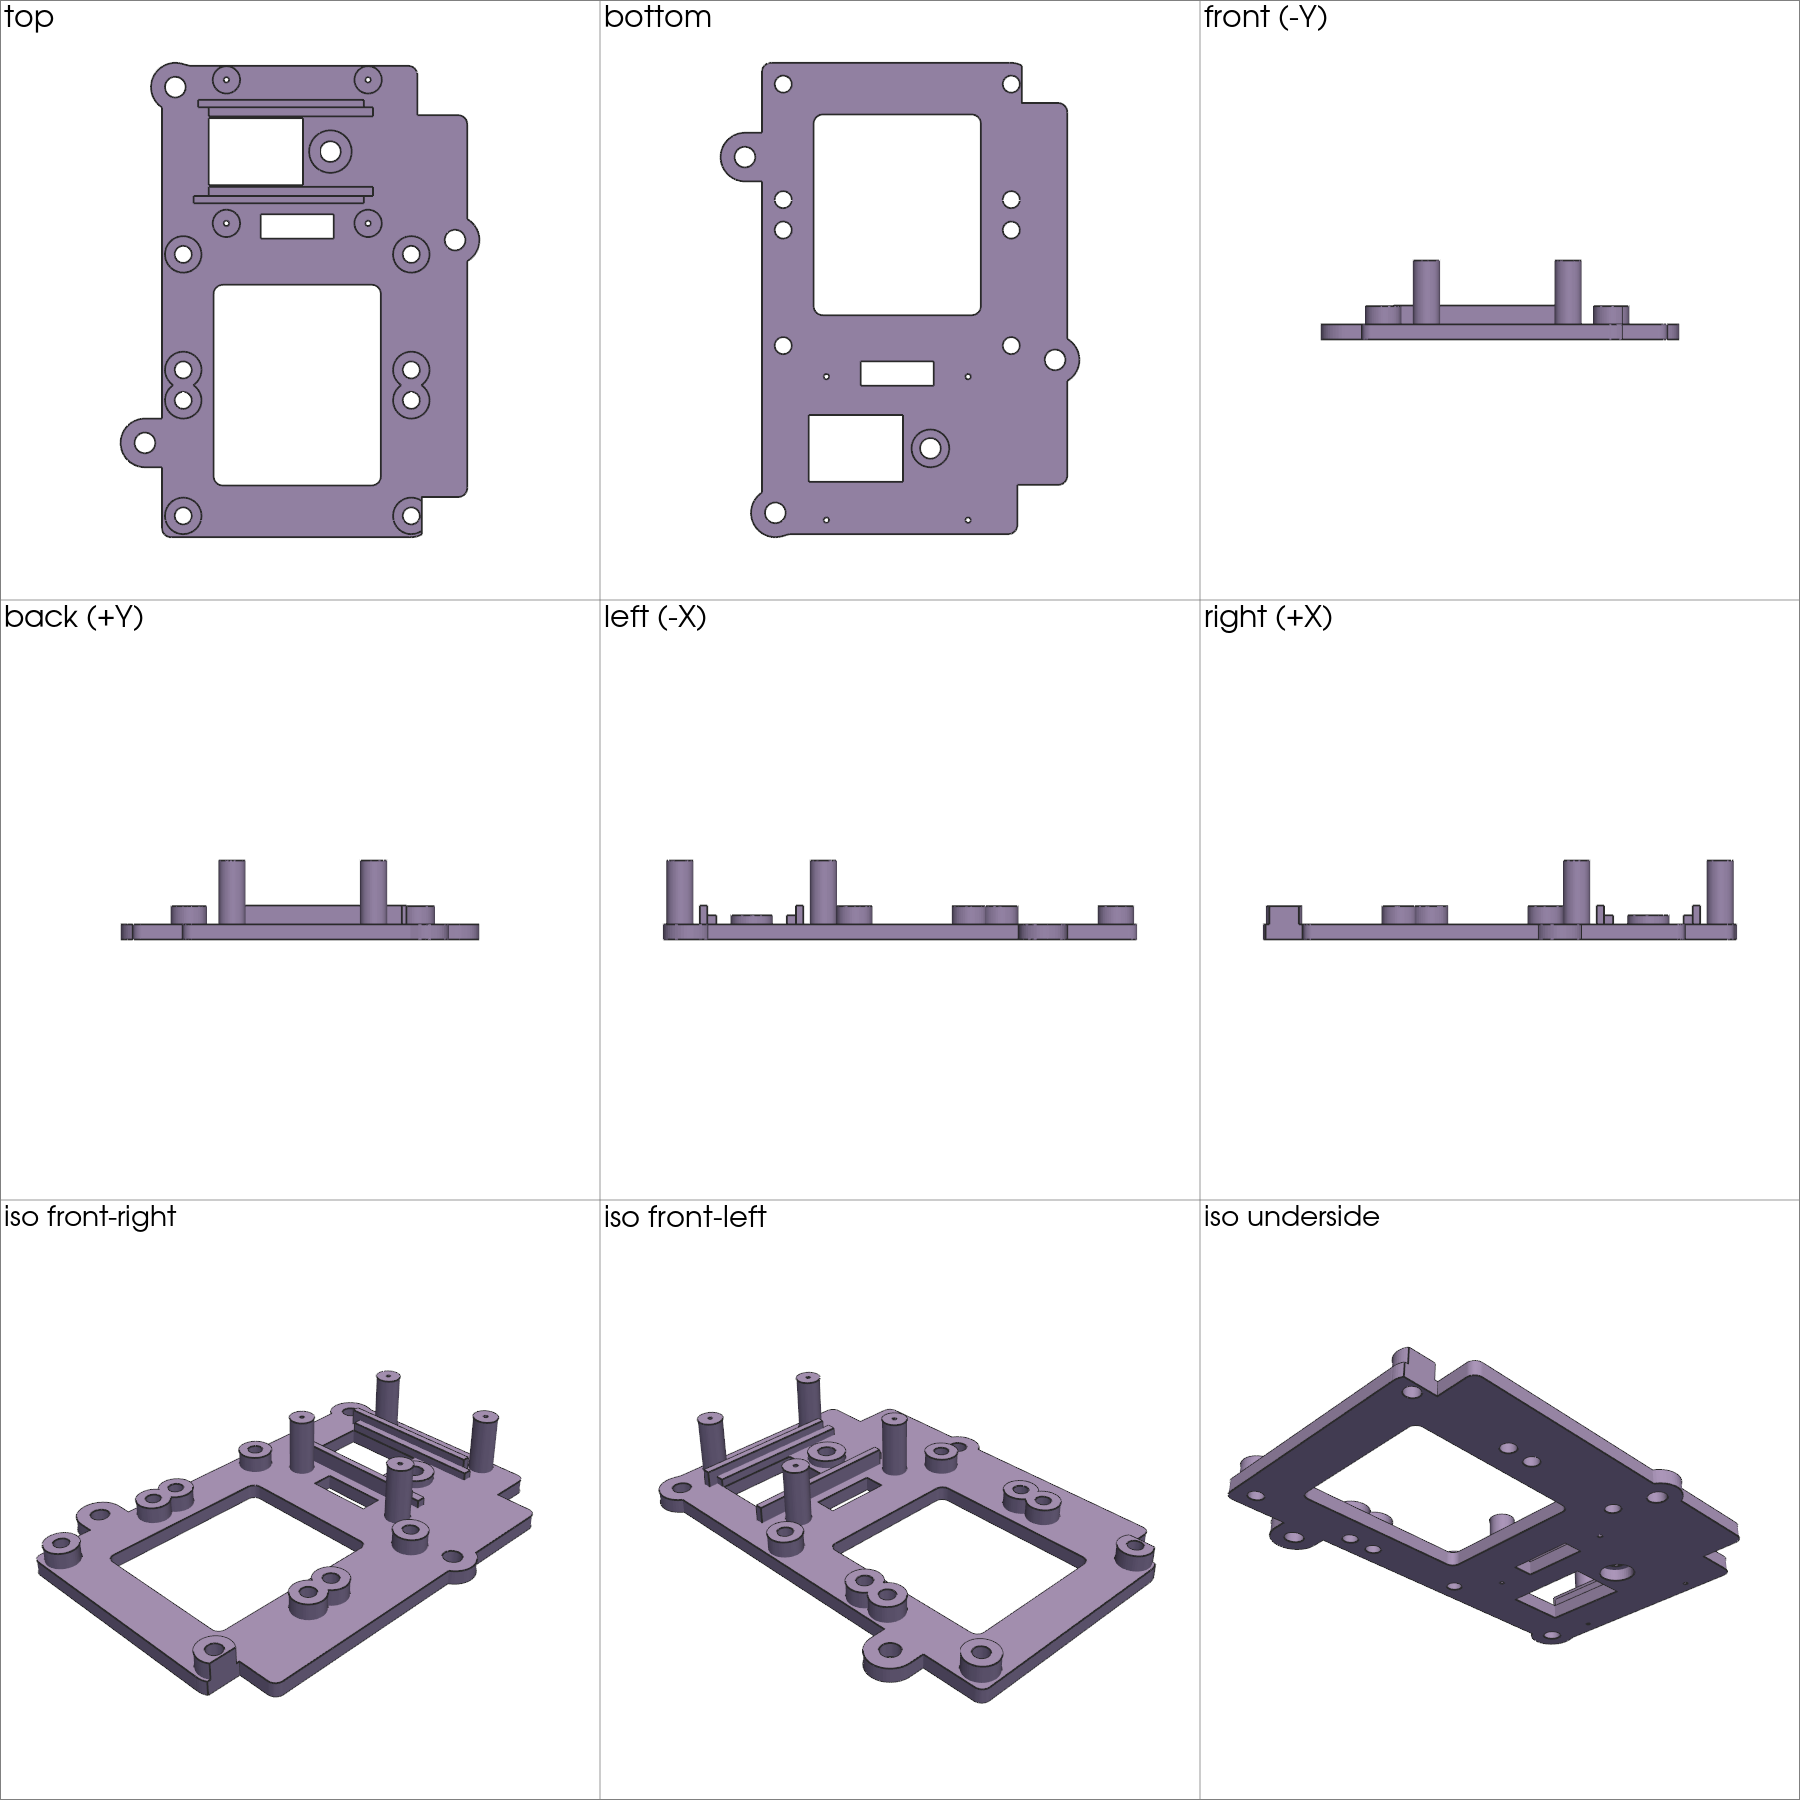 top
bottom
front (-Y)
back (+Y)
left (-X)
right (+X)
iso front-right
iso front-left
iso underside